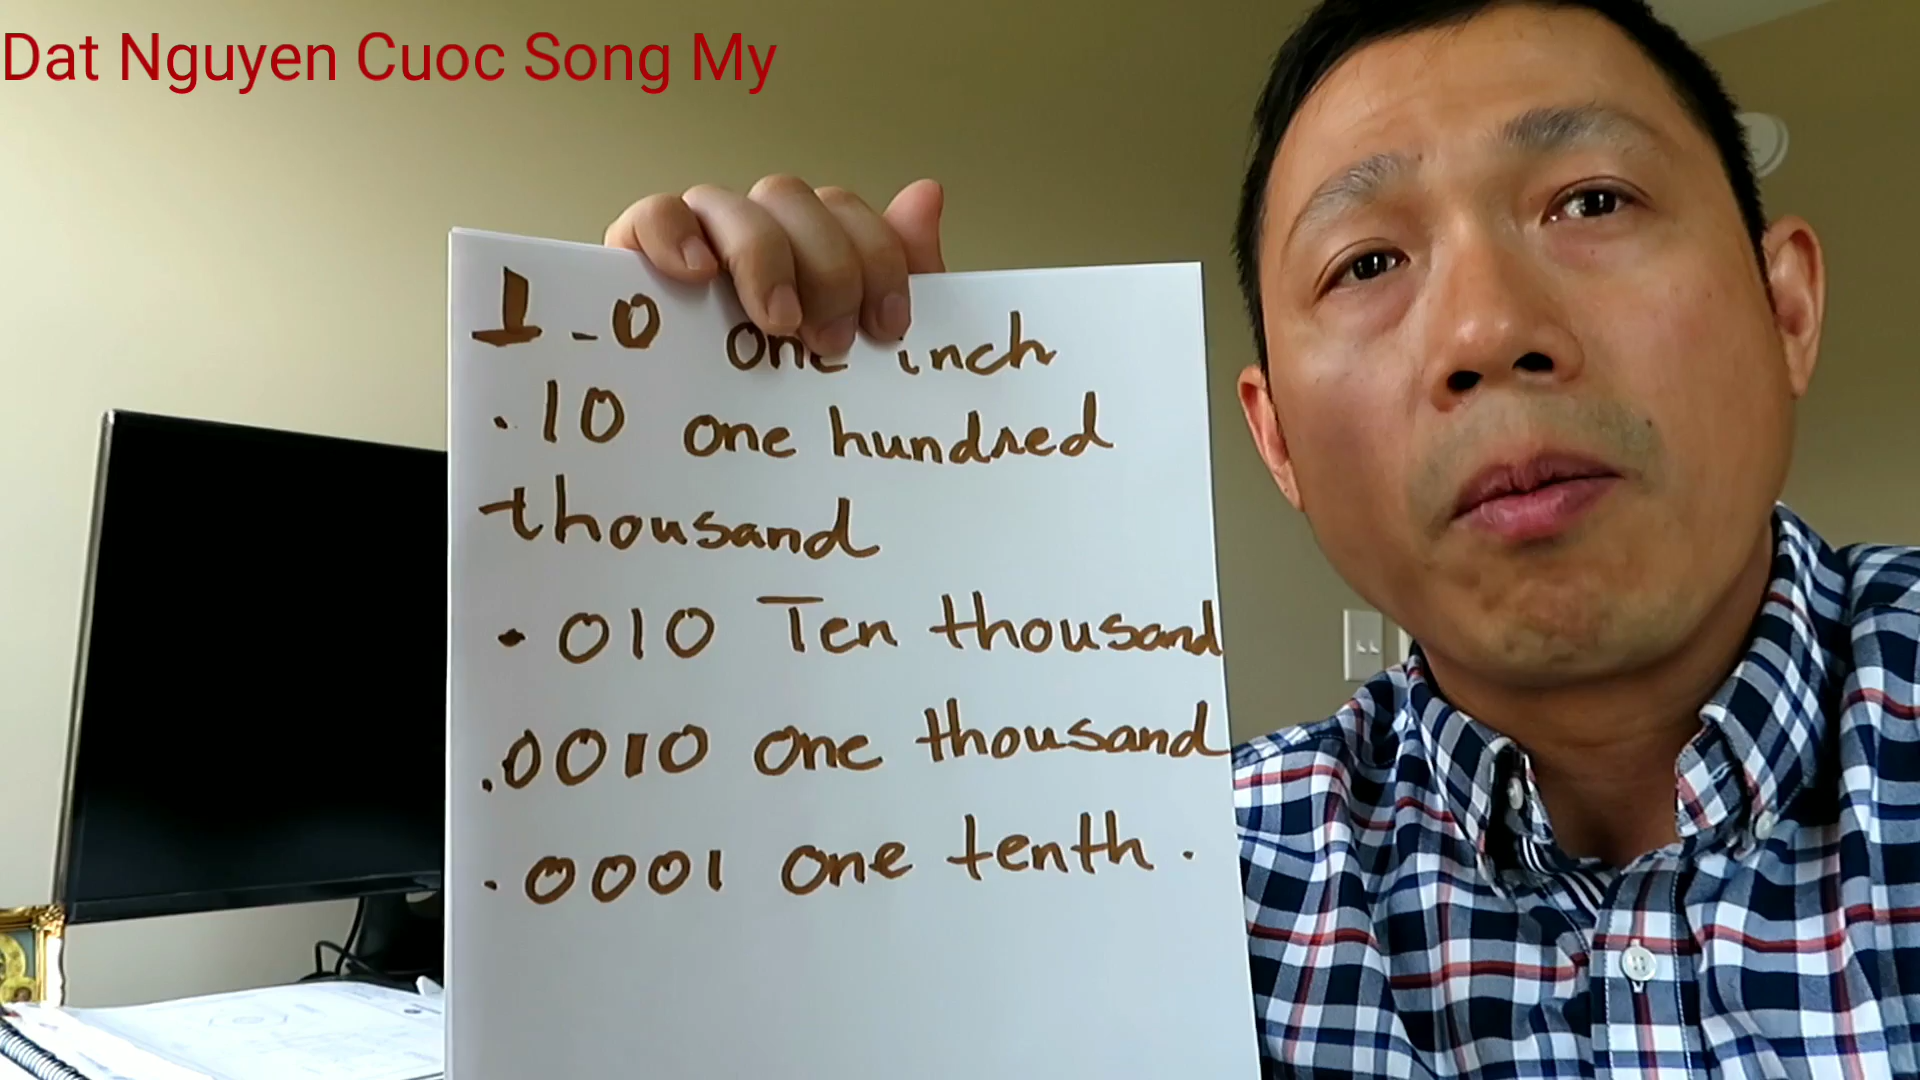 Dat Nguyen Cuoc Song My
1.0 one inch
.10 one hundred
thousand
.010 Ten thousand
.0010 one thousand
.0001 one tenth.